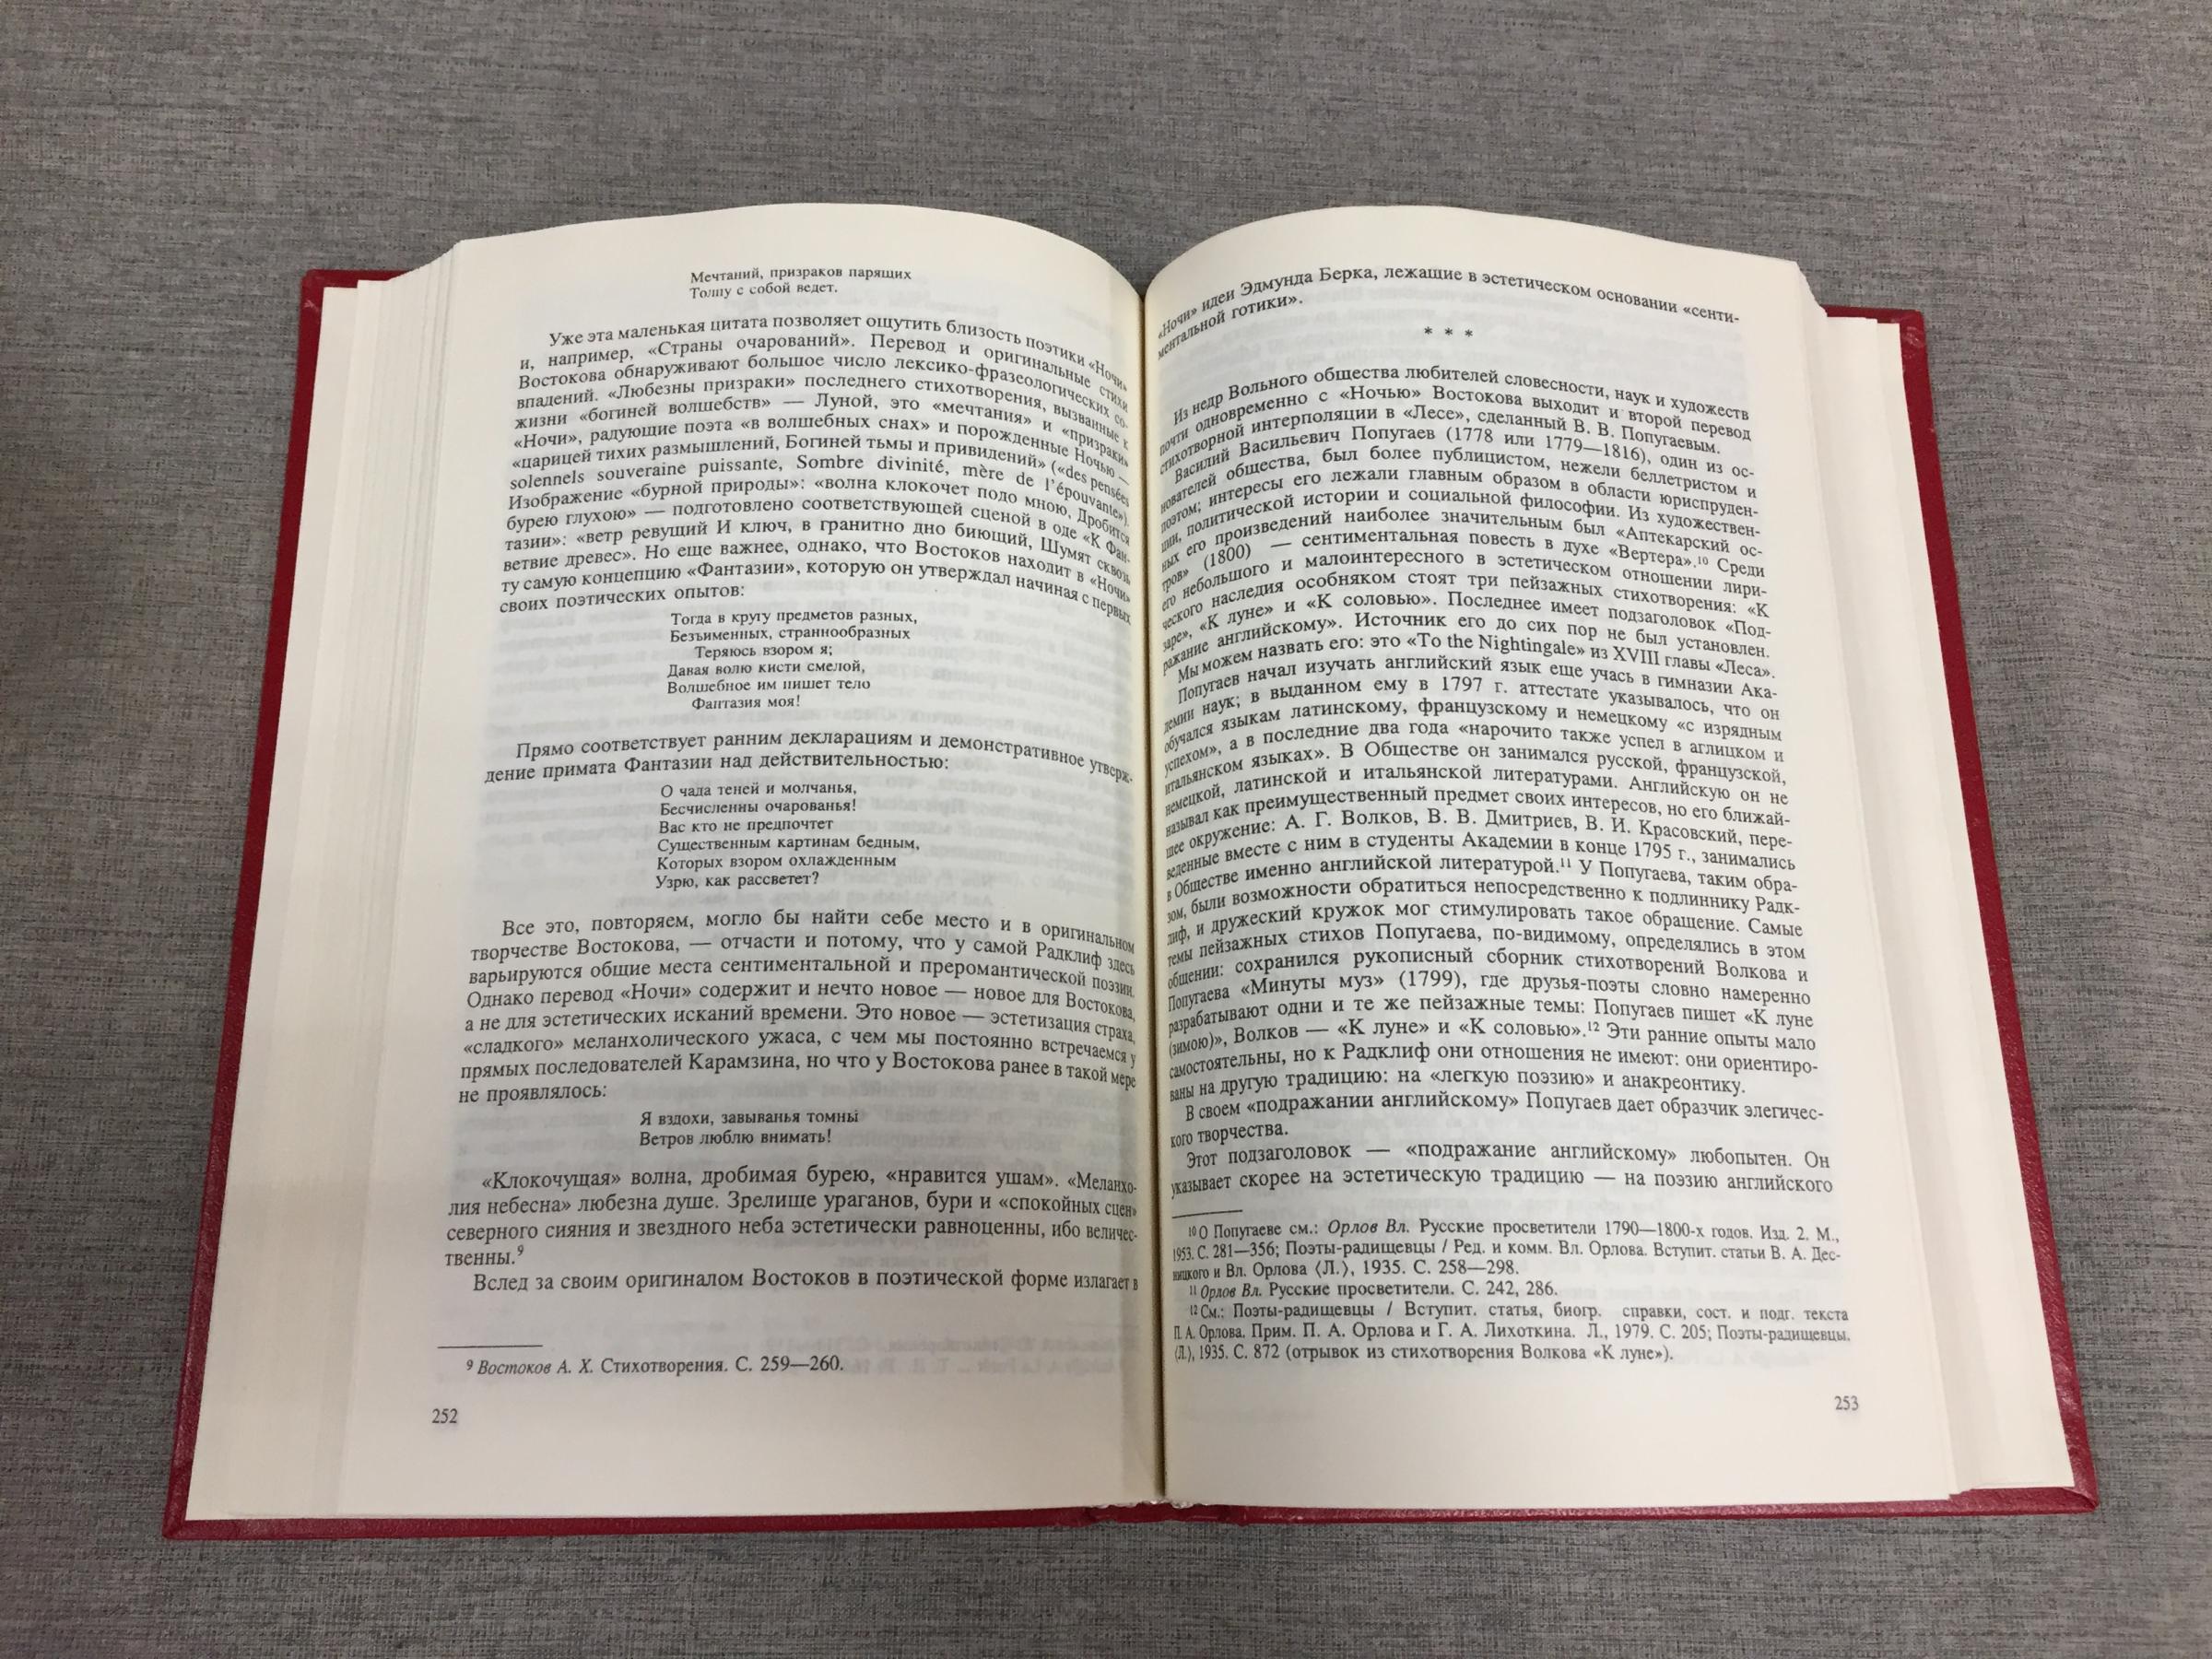 Мечтаний, призраков парящих
Толпу с собой ведет.
Уже эта маленькая цитата позволяет ощутить близость поэтики «Ночи»
и, например, «Страны очарований». Перевод и оригинальные стихи
Востокова обнаруживают большое число лексико-фразеологических со-
впадений. «Любезны призраки» последнего стихотворения, вызванные к
жизни «богиней волшебств» — Луной, это «мечтания» и «призраки»
«Ночи», радующие поэта «в волшебных снах» и порожденные Ночью —
«царицей тихих размышлений, Богиней тьмы и привидений» («des pensées
solennels souveraine puissante, Sombre divinité, mère de l'épouvante»).
Изображение «бурной природы»: «волна клокочет подо мною, Дробится
бурею глухою» — подготовлено соответствующей сценой в оде «К Фан-
тазии»: «ветр ревущий И ключ, в гранитно дно биющий, Шумят сквозь
ветвие древес». Но еще важнее, однако, что Востоков находит в «Ночи»
ту самую концепцию «Фантазии», которую он утверждал начиная с первых
своих поэтических опытов:
Тогда в кругу предметов разных,
Безъименных, страннообразных
Теряюсь взором я;
Давая волю кисти смелой,
Волшебное им пишет тело
Фантазия моя!
Прямо соответствует ранним декларациям и демонстративное утверж-
дение примата Фантазии над действительностью:
О чада теней и молчанья,
Бесчисленны очарованья!
Вас кто не предпочтет
Существенным картинам бедным,
Которых взором охлажденным
Узрю, как рассветет?
Все это, повторяем, могло бы найти себе место и в оригинальном
творчестве Востокова, — отчасти и потому, что у самой Радклиф здесь
варьируются общие места сентиментальной и преромантической поэзии.
Однако перевод «Ночи» содержит и нечто новое — новое для Востокова,
а не для эстетических исканий времени. Это новое — эстетизация страха,
«сладкого» меланхолического ужаса, с чем мы постоянно встречаемся у
прямых последователей Карамзина, но что у Востокова ранее в такой мере
не проявлялось:
Я вздохи, завыванья томны
Ветров люблю внимать!
«Клокочущая» волна, дробимая бурею, «нравится ушам». «Меланхо-
лия небесна» любезна душе. Зрелище ураганов, бури и «спокойных сцен»
северного сияния и звездного неба эстетически равноценны, ибо величес-
твенны.⁹
Вслед за своим оригиналом Востоков в поэтической форме излагает в
⁹ Востоков А. Х. Стихотворения. С. 259—260.
252
«Ночи» идеи Эдмунда Берка, лежащие в эстетическом основании «сенти-
ментальной готики».
* * *
Из недр Вольного общества любителей словесности, наук и художеств
почти одновременно с «Ночью» Востокова выходит и второй перевод
стихотворной интерполяции в «Лесе», сделанный В. В. Попугаевым.
Василий Васильевич Попугаев (1778 или 1779—1816), один из ос-
нователей общества, был более публицистом, нежели беллетристом и
поэтом; интересы его лежали главным образом в области юриспруден-
ции, политической истории и социальной философии. Из художествен-
ных его произведений наиболее значительным был «Аптекарский ос-
тров» (1800) — сентиментальная повесть в духе «Вертера».¹⁰ Среди
его небольшого и малоинтересного в эстетическом отношении лири-
ческого наследия особняком стоят три пейзажных стихотворения: «К
заре», «К луне» и «К соловью». Последнее имеет подзаголовок «Под-
ражание английскому». Источник его до сих пор не был установлен.
Мы можем назвать его: это «To the Nightingale» из XVIII главы «Леса».
Попугаев начал изучать английский язык еще учась в гимназии Ака-
демии наук; в выданном ему в 1797 г. аттестате указывалось, что он
обучался языкам латинскому, французскому и немецкому «с изрядным
успехом», а в последние два года «нарочито также успел в аглицком и
итальянском языках». В Обществе он занимался русской, французской,
немецкой, латинской и итальянской литературами. Английскую он не
называл как преимущественный предмет своих интересов, но его ближай-
шее окружение: А. Г. Волков, В. В. Дмитриев, В. И. Красовский, пере-
веденные вместе с ним в студенты Академии в конце 1795 г., занимались
в Обществе именно английской литературой.¹¹ У Попугаева, таким обра-
зом, были возможности обратиться непосредственно к подлиннику Радк-
лиф, и дружеский кружок мог стимулировать такое обращение. Самые
темы пейзажных стихов Попугаева, по-видимому, определялись в этом
общении: сохранился рукописный сборник стихотворений Волкова и
Попугаева «Минуты муз» (1799), где друзья-поэты словно намеренно
разрабатывают одни и те же пейзажные темы: Попугаев пишет «К луне
(зимою)», Волков — «К луне» и «К соловью».¹² Эти ранние опыты мало
самостоятельны, но к Радклиф они отношения не имеют: они ориентиро-
ваны на другую традицию: на «легкую поэзию» и анакреонтику.
В своем «подражании английскому» Попугаев дает образчик элегичес-
кого творчества.
Этот подзаголовок — «подражание английскому» любопытен. Он
указывает скорее на эстетическую традицию — на поэзию английского
¹⁰ О Попугаеве см.: Орлов Вл. Русские просветители 1790—1800-х годов. Изд. 2. М.,
1953. С. 281—356; Поэты-радищевцы / Ред. и комм. Вл. Орлова. Вступит. статьи В. А. Дес-
ницкого и Вл. Орлова ⟨Л.⟩, 1935. С. 258—298.
¹¹ Орлов Вл. Русские просветители. С. 242, 286.
¹² См.: Поэты-радищевцы / Вступит. статья, биогр. справки, сост. и подг. текста
П. А. Орлова. Прим. П. А. Орлова и Г. А. Лихоткина. Л., 1979. С. 205; Поэты-радищевцы.
⟨Л.⟩, 1935. С. 872 (отрывок из стихотворения Волкова «К луне»).
253